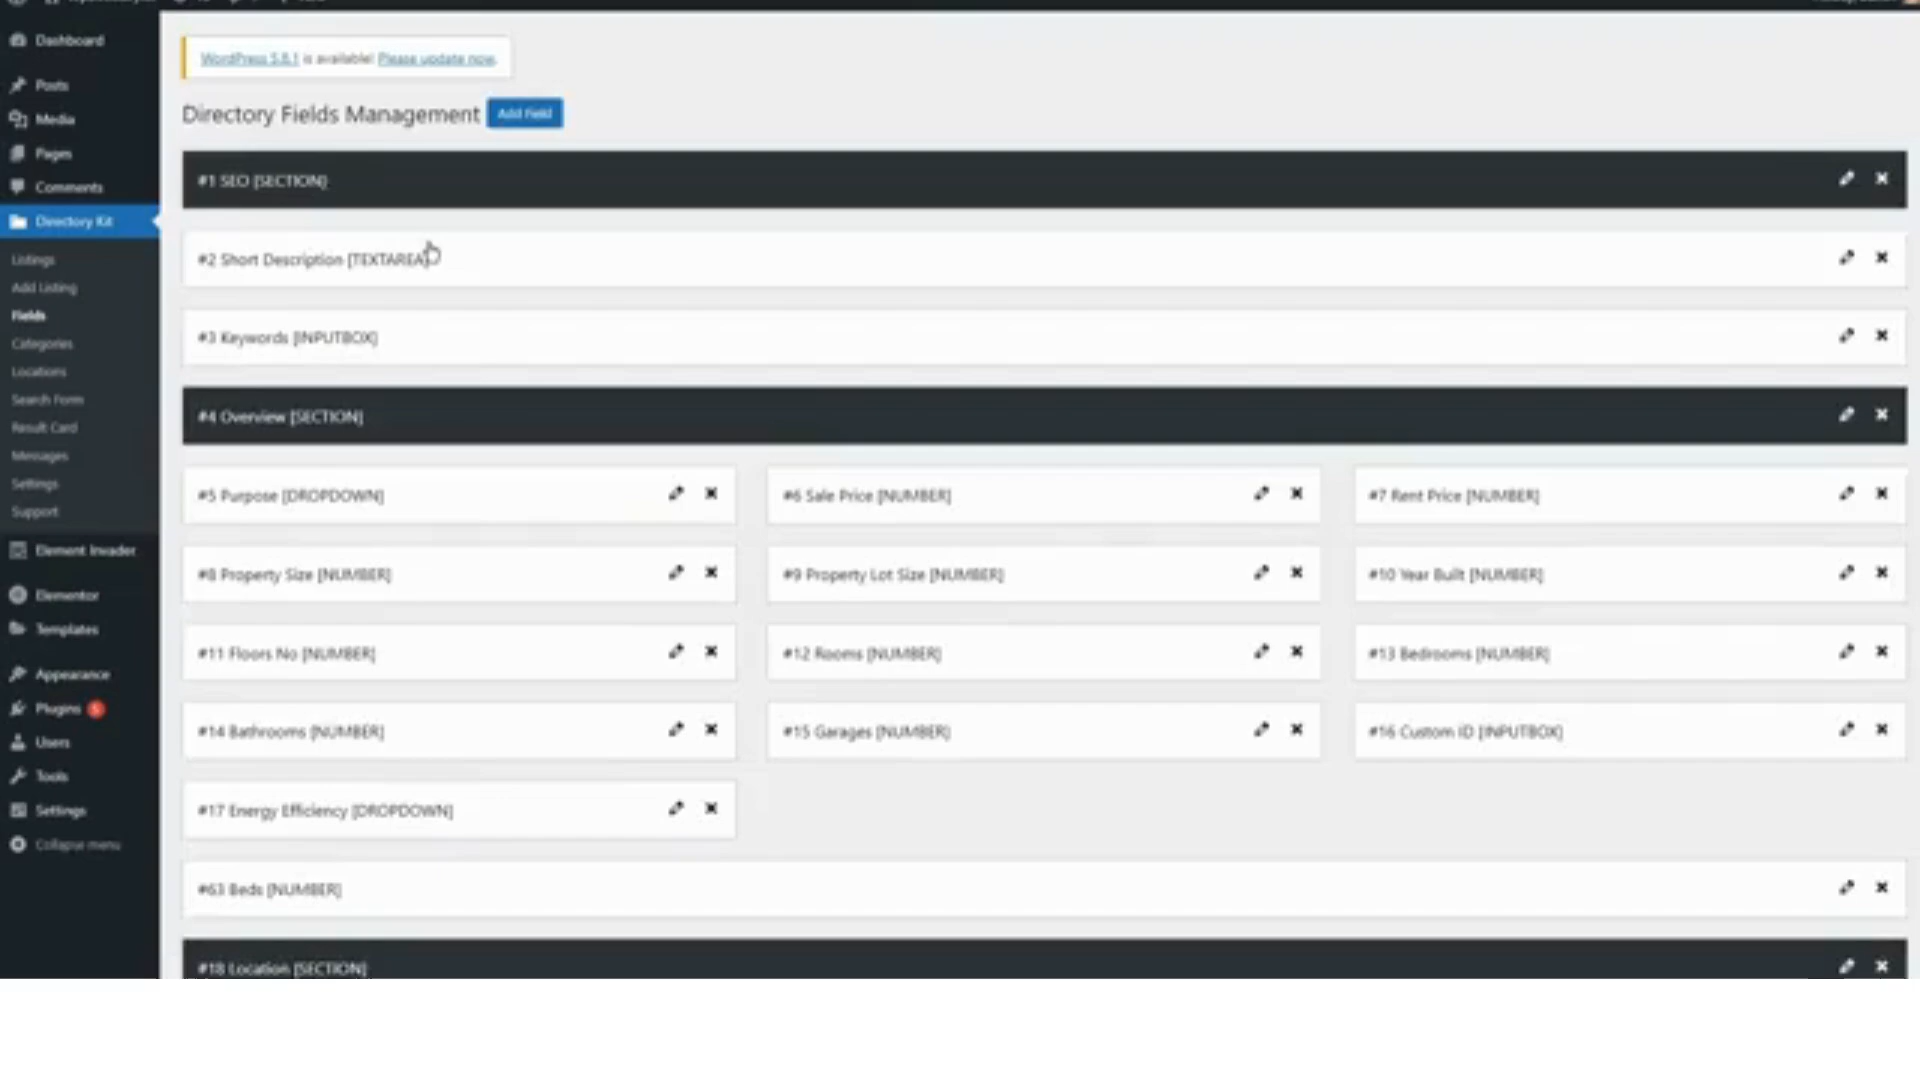 Dashboard
Posts
Media
Pages
Comments
Directory Kit
Listings
Add Listing
Fields
Categories
Locations
Search Form
Result Card
Messages
Settings
Support
Element Invader
Elementor
Templates
Appearance
Plugins 5
Users
Tools
Settings
Collapse menu
WordPress 5.8.1 is available! Please update now.
Directory Fields Management Add Field
#1 SEO [SECTION]
#2 Short Description [TEXTAREA]
#3 Keywords [INPUTBOX]
#4 Overview [SECTION]
#5 Purpose [DROPDOWN] #6 Sale Price [NUMBER] #7 Rent Price [NUMBER]
#8 Property Size [NUMBER] #9 Property Lot Size [NUMBER] #10 Year Built [NUMBER]
#11 Floors No [NUMBER] #12 Rooms [NUMBER] #13 Bedrooms [NUMBER]
#14 Bathrooms [NUMBER] #15 Garages [NUMBER] #16 Custom ID [INPUTBOX]
#17 Energy Efficiency [DROPDOWN]
#63 Beds [NUMBER]
#18 Location [SECTION]